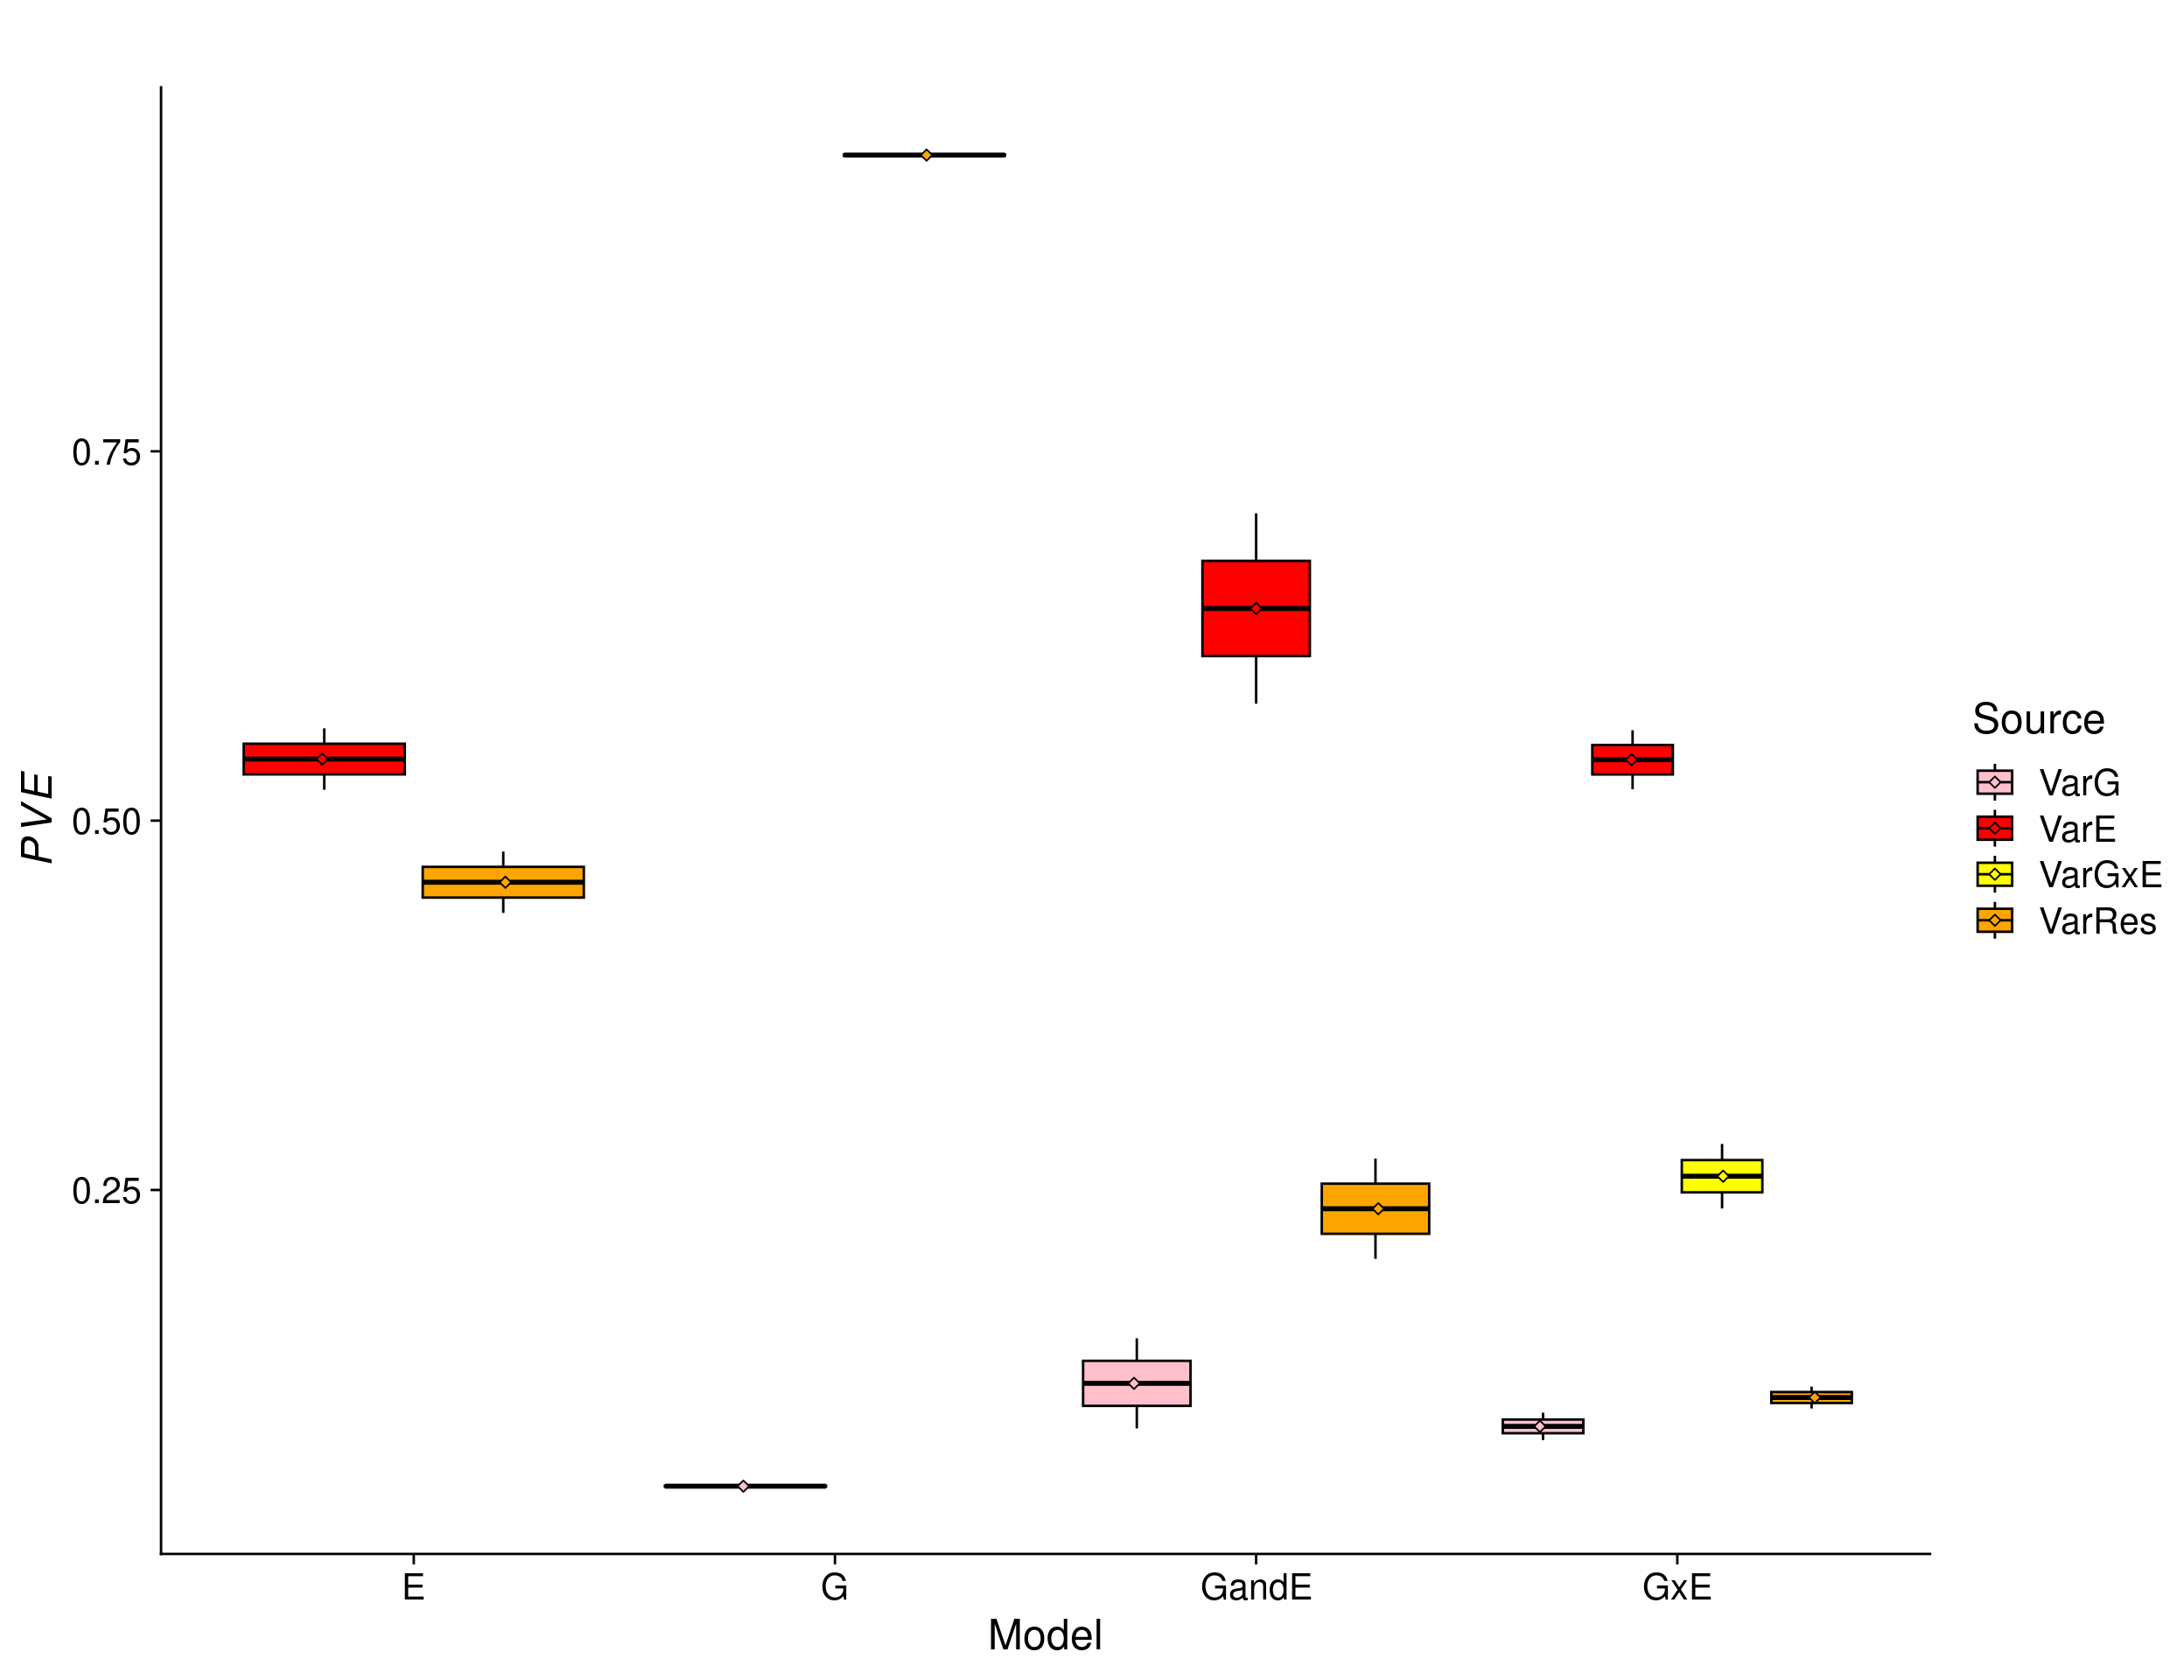 PVE
0.75
0.50
0.25
E
G
GandE
GxE
Model
Source
VarG
VarE
VarGxE
VarRes